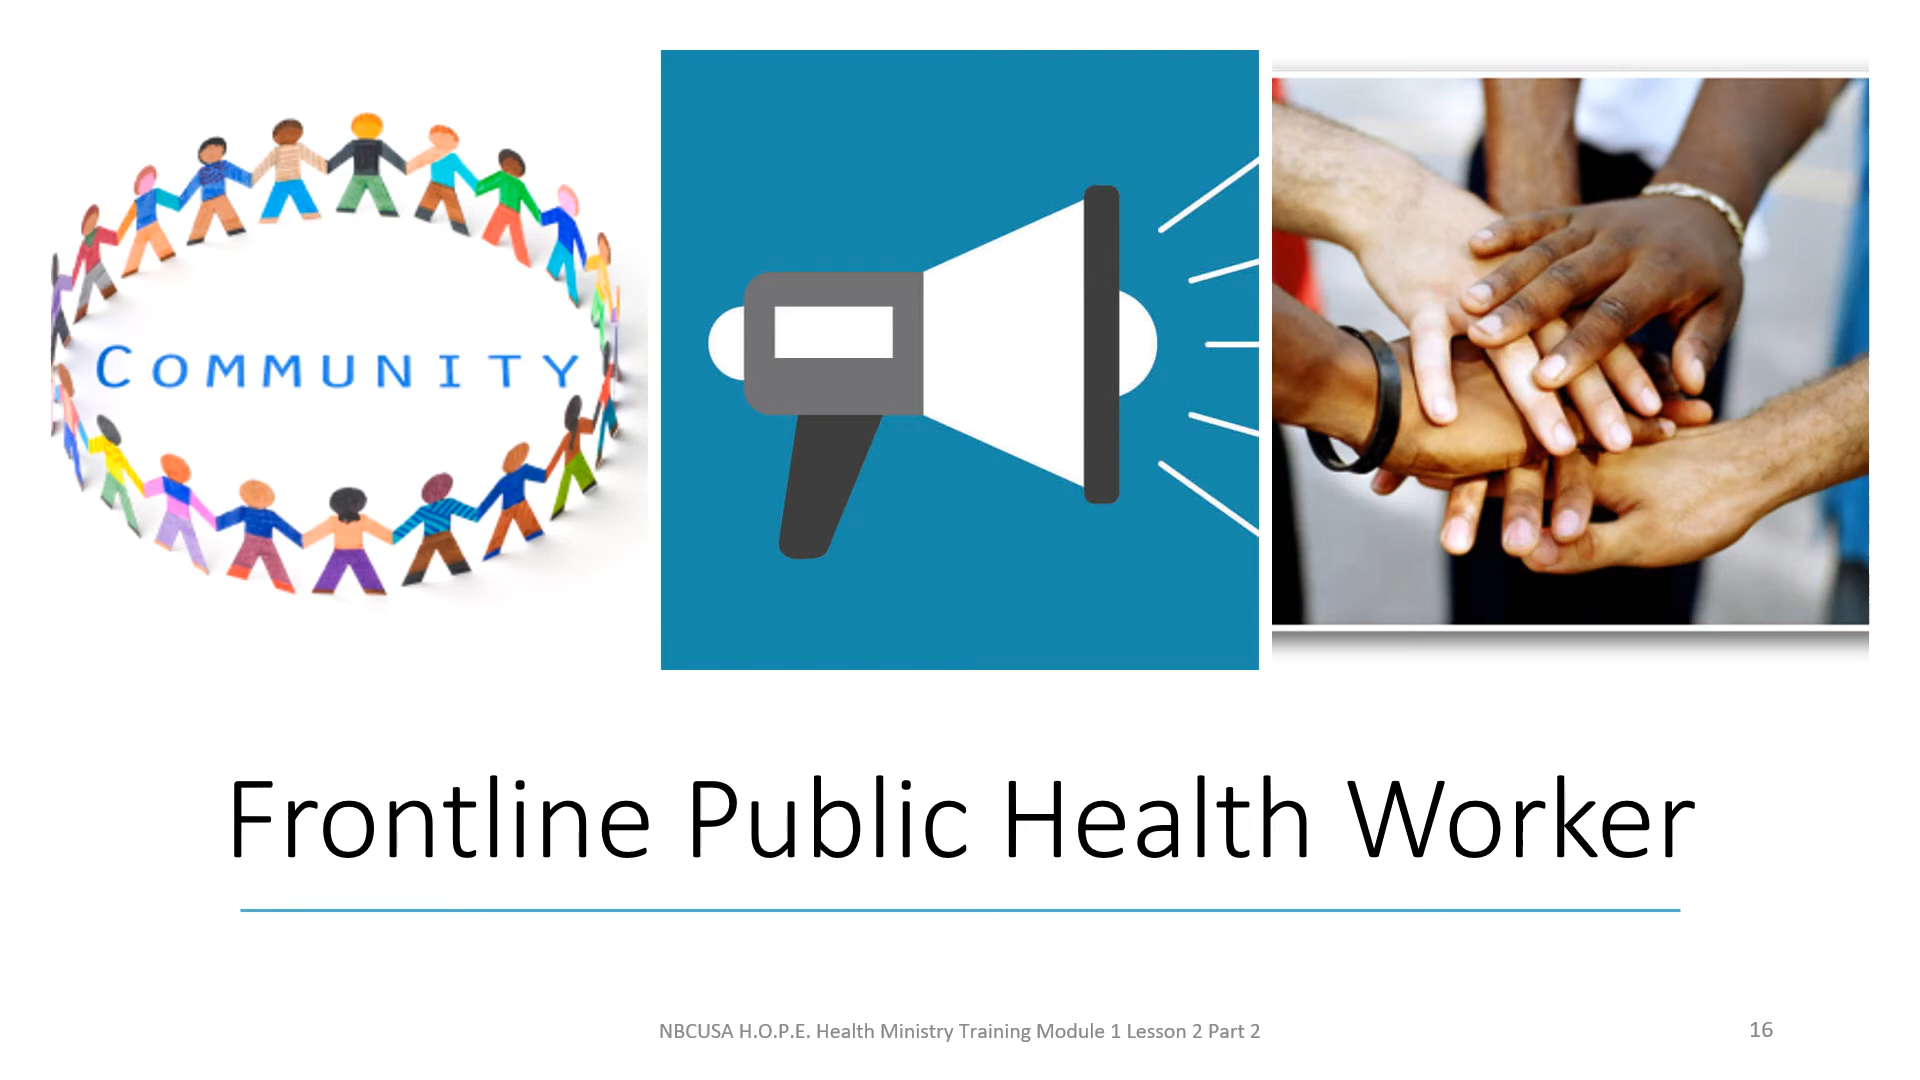 COMMUNITY
Frontline Public Health Worker
NBCUSA H.O.P.E. Health Ministry Training Module 1 Lesson 2 Part 2
16